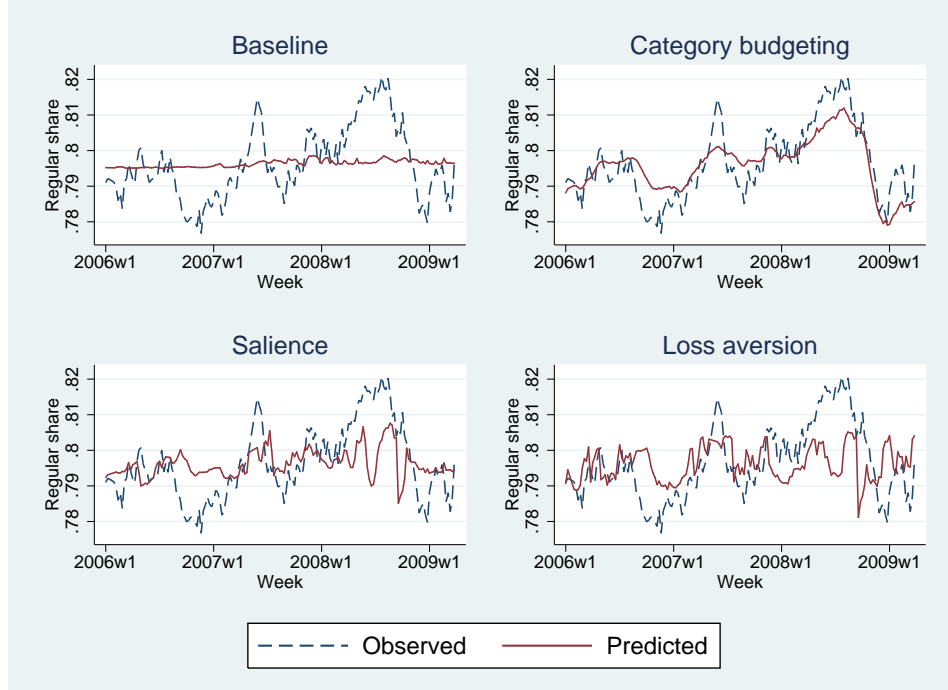 Baseline
Regular share
.82
.81
.8
.79
.78
2006w1 2007w1 2008w1 2009w1
Week
Category budgeting
Regular share
.82
.81
.8
.79
.78
2006w1 2007w1 2008w1 2009w1
Week
Salience
Regular share
.82
.81
.8
.79
.78
2006w1 2007w1 2008w1 2009w1
Week
Loss aversion
Regular share
.82
.81
.8
.79
.78
2006w1 2007w1 2008w1 2009w1
Week
Observed Predicted